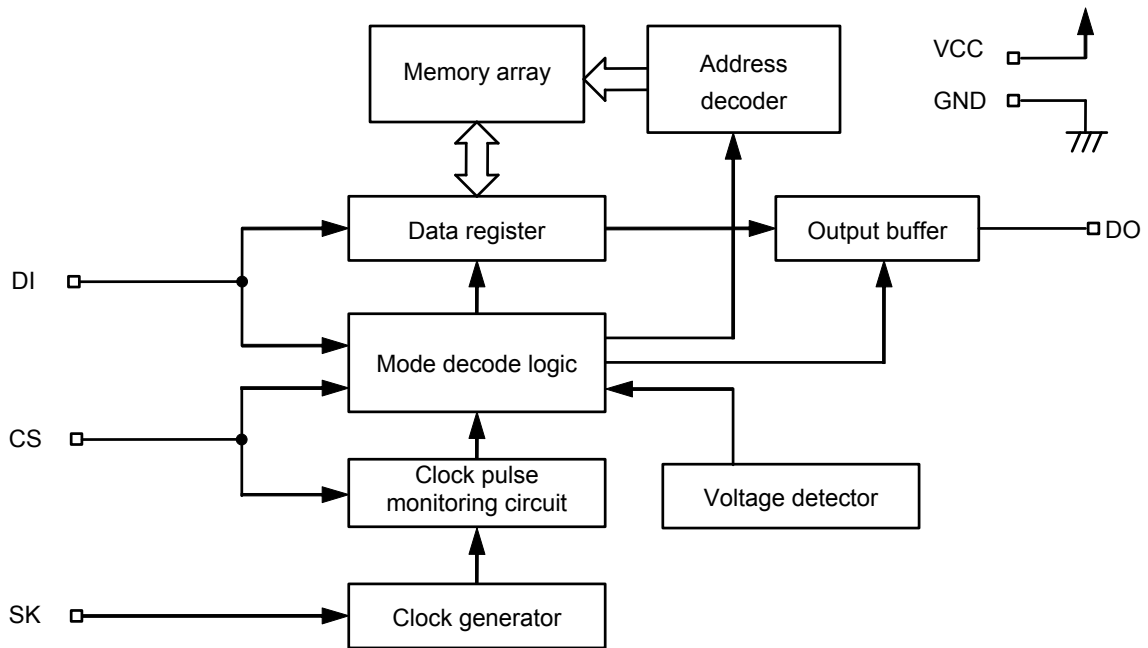 Memory array
Address
decoder
VCC
GND
Data register
Output buffer
DO
DI
Mode decode logic
CS
Clock pulse
monitoring circuit
Voltage detector
SK
Clock generator